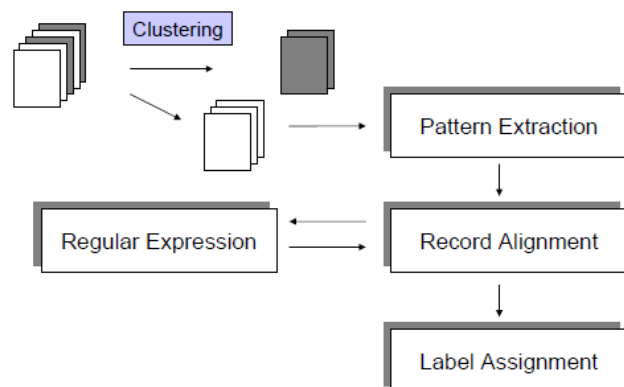 Clustering
Pattern Extraction
Regular Expression
Record Alignment
Label Assignment